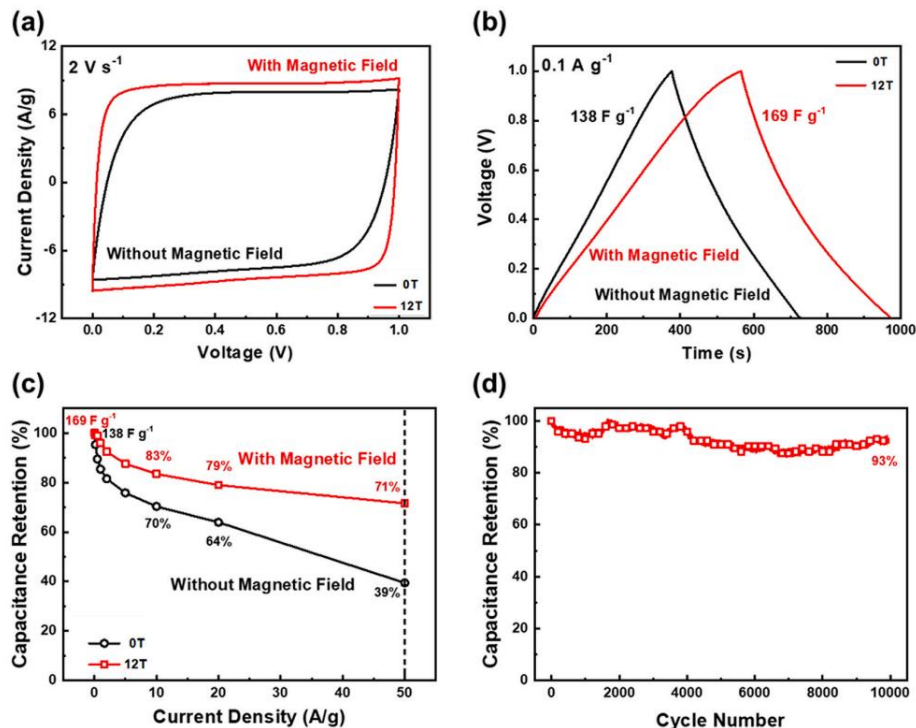 (a)
2 V s⁻¹
With Magnetic Field
Without Magnetic Field
0T
12T
12
6
0
-6
-12
0.0
0.2
0.4
0.6
0.8
1.0
Current Density (A/g)
Voltage (V)
(b)
0.1 A g⁻¹
0T
12T
138 F g⁻¹
169 F g⁻¹
With Magnetic Field
Without Magnetic Field
1.0
0.8
0.6
0.4
0.2
0.0
0
200
400
600
800
1000
Voltage (V)
Time (s)
(c)
169 F g⁻¹
138 F g⁻¹
83%
79%
With Magnetic Field
71%
70%
64%
Without Magnetic Field
39%
0T
12T
100
80
60
40
20
0
0
10
20
30
40
50
Capacitance Retention (%)
Current Density (A/g)
(d)
93%
100
80
60
40
20
0
0
2000
4000
6000
8000
10000
Capacitance Retention (%)
Cycle Number